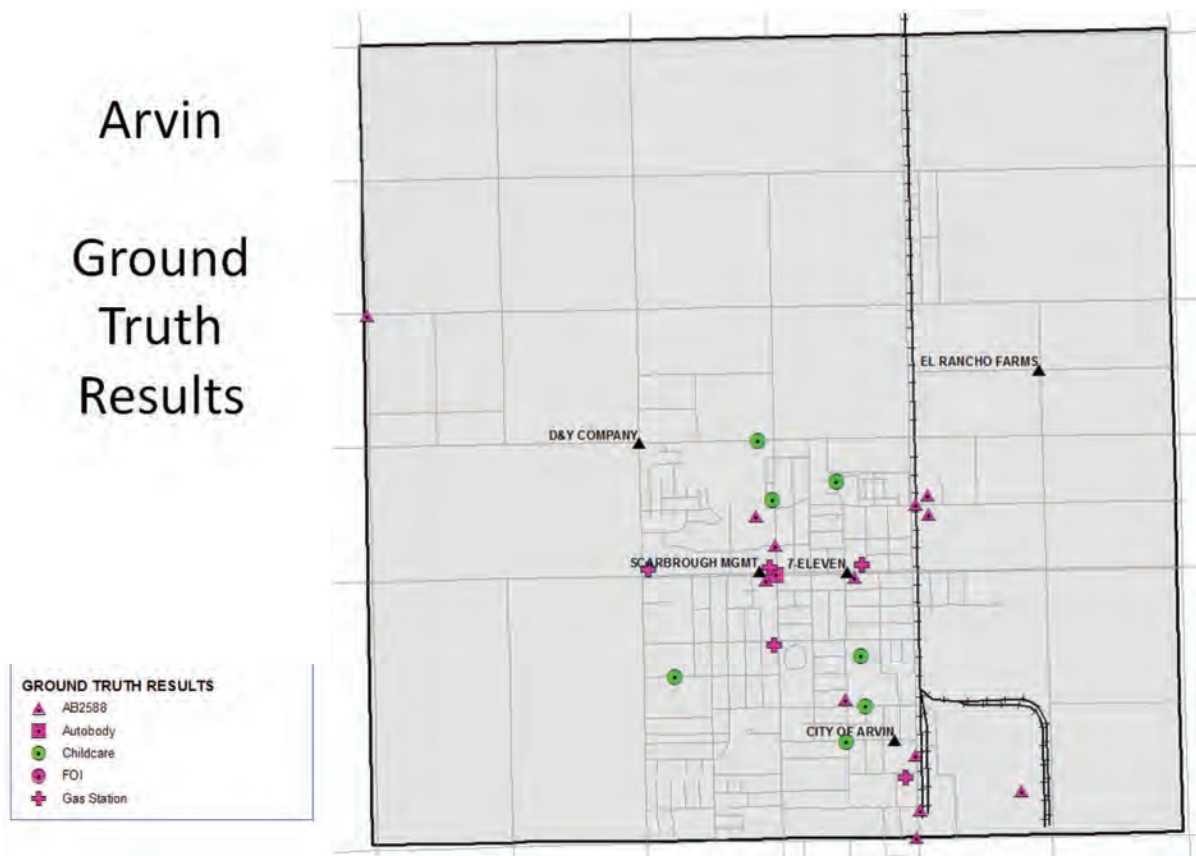 Arvin
Ground
Truth
Results
EL RANCHO FARMS
D&Y COMPANY
SCARBROUGH MGMT
7-ELEVEN
CITY OF ARVIN
GROUND TRUTH RESULTS
AB2588
Autobody
Childcare
FOI
Gas Station